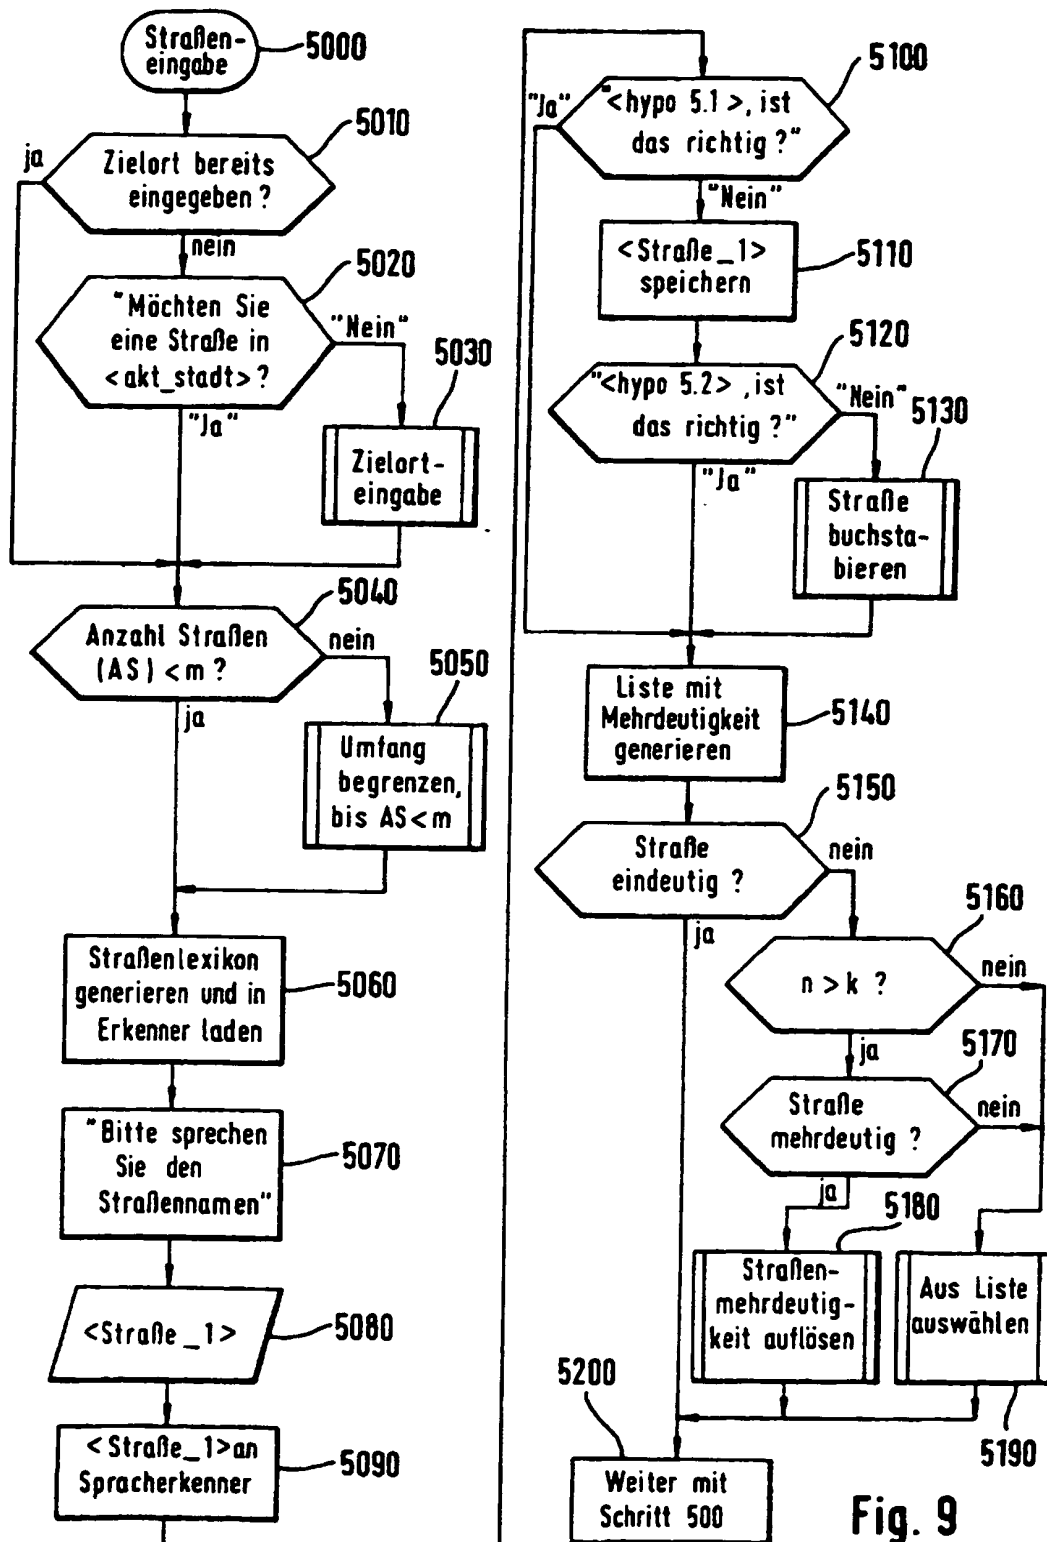 Straßen-
eingabe
5000
5010
ja
Zielort bereits
eingegeben ?
nein
5020
"Möchten Sie
eine Straße in
<akt_stadt> ?
"Nein"
5030
"Ja"
Zielort-
eingabe
5040
Anzahl Straßen
(AS) < m ?
nein
5050
ja
Umfang
begrenzen,
bis AS < m
Straßenlexikon
generieren und in
Erkenner laden
5060
"Bitte sprechen
Sie den
Straßennamen"
5070
<Straße_1>
5080
<Straße_1> an
Spracherkenner
5090
5100
"Ja"
"<hypo 5.1>, ist
das richtig ?"
"Nein"
<Straße_1>
speichern
5110
5120
"<hypo 5.2> , ist
das richtig ?"
"Nein"
5130
"Ja"
Straße
buchsta-
bieren
Liste mit
Mehrdeutigkeit
generieren
5140
5150
Straße
eindeutig ?
nein
5160
ja
n > k ?
nein
ja
5170
Straße
mehrdeutig ?
nein
ja
5180
Straßen-
mehrdeutig-
keit auflösen
Aus Liste
auswählen
5190
5200
Weiter mit
Schritt 500
Fig. 9